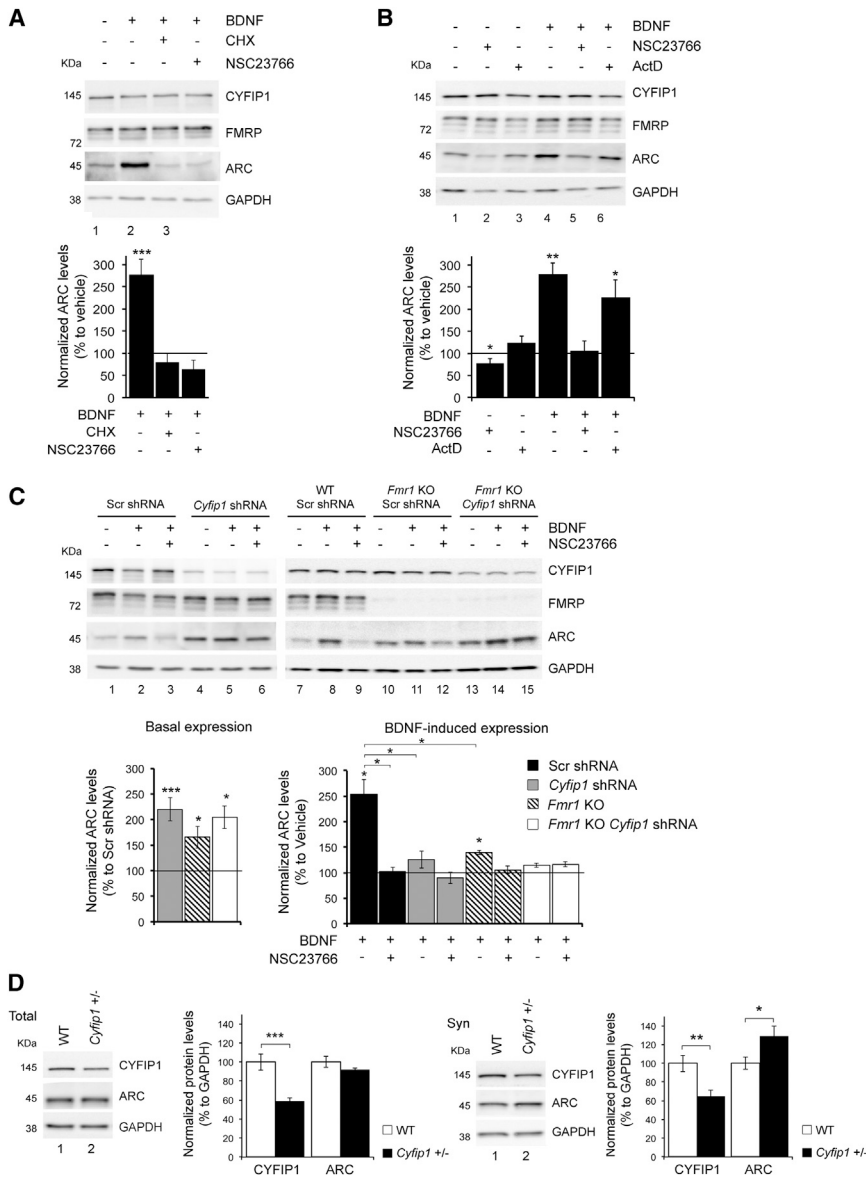 A
- + + + BDNF
- - + - CHX
- - - + NSC23766
KDa
145 CYFIP1
72 FMRP
45 ARC
38 GAPDH
1 2 3
Normalized ARC levels
(% to vehicle)
300
250
200
150
100
50
0
***
BDNF + + +
CHX - + -
NSC23766 - - +
B
- - - + + + BDNF
- + - - + - NSC23766
- - + - - + ActD
KDa
145 CYFIP1
72 FMRP
45 ARC
38 GAPDH
1 2 3 4 5 6
Normalized ARC levels
(% to vehicle)
300
250
200
150
100
50
0
* ** *
BDNF - - + + +
NSC23766 + - - + -
ActD - + - - +
C
Scr shRNA Cyfip1 shRNA WT Scr shRNA Fmr1 KO Scr shRNA Fmr1 KO Cyfip1 shRNA
- + + - + + - + + - + + - + + BDNF
- - + - - + - - + - - + - - + NSC23766
KDa
145 CYFIP1
72 FMRP
45 ARC
38 GAPDH
1 2 3 4 5 6 7 8 9 10 11 12 13 14 15
Basal expression
Normalized ARC levels
(% to Scr shRNA)
300
250
200
150
100
50
0
*** * *
BDNF-induced expression
Normalized ARC levels
(% to Vehicle)
300
250
200
150
100
50
0
*
*
*
* *
Scr shRNA
Cyfip1 shRNA
Fmr1 KO
Fmr1 KO Cyfip1 shRNA
BDNF + + + + + + + +
NSC23766 - + - + - + - +
D
Total
WT Cyfip1 +/-
KDa
145 CYFIP1
45 ARC
38 GAPDH
1 2
Normalized protein levels
(% to GAPDH)
140
120
100
80
60
40
20
0
***
CYFIP1 ARC
WT
Cyfip1 +/-
Syn
WT Cyfip1 +/-
KDa
145 CYFIP1
45 ARC
38 GAPDH
1 2
Normalized protein levels
(% to GAPDH)
140
120
100
80
60
40
20
0
** *
CYFIP1 ARC
WT
Cyfip1 +/-